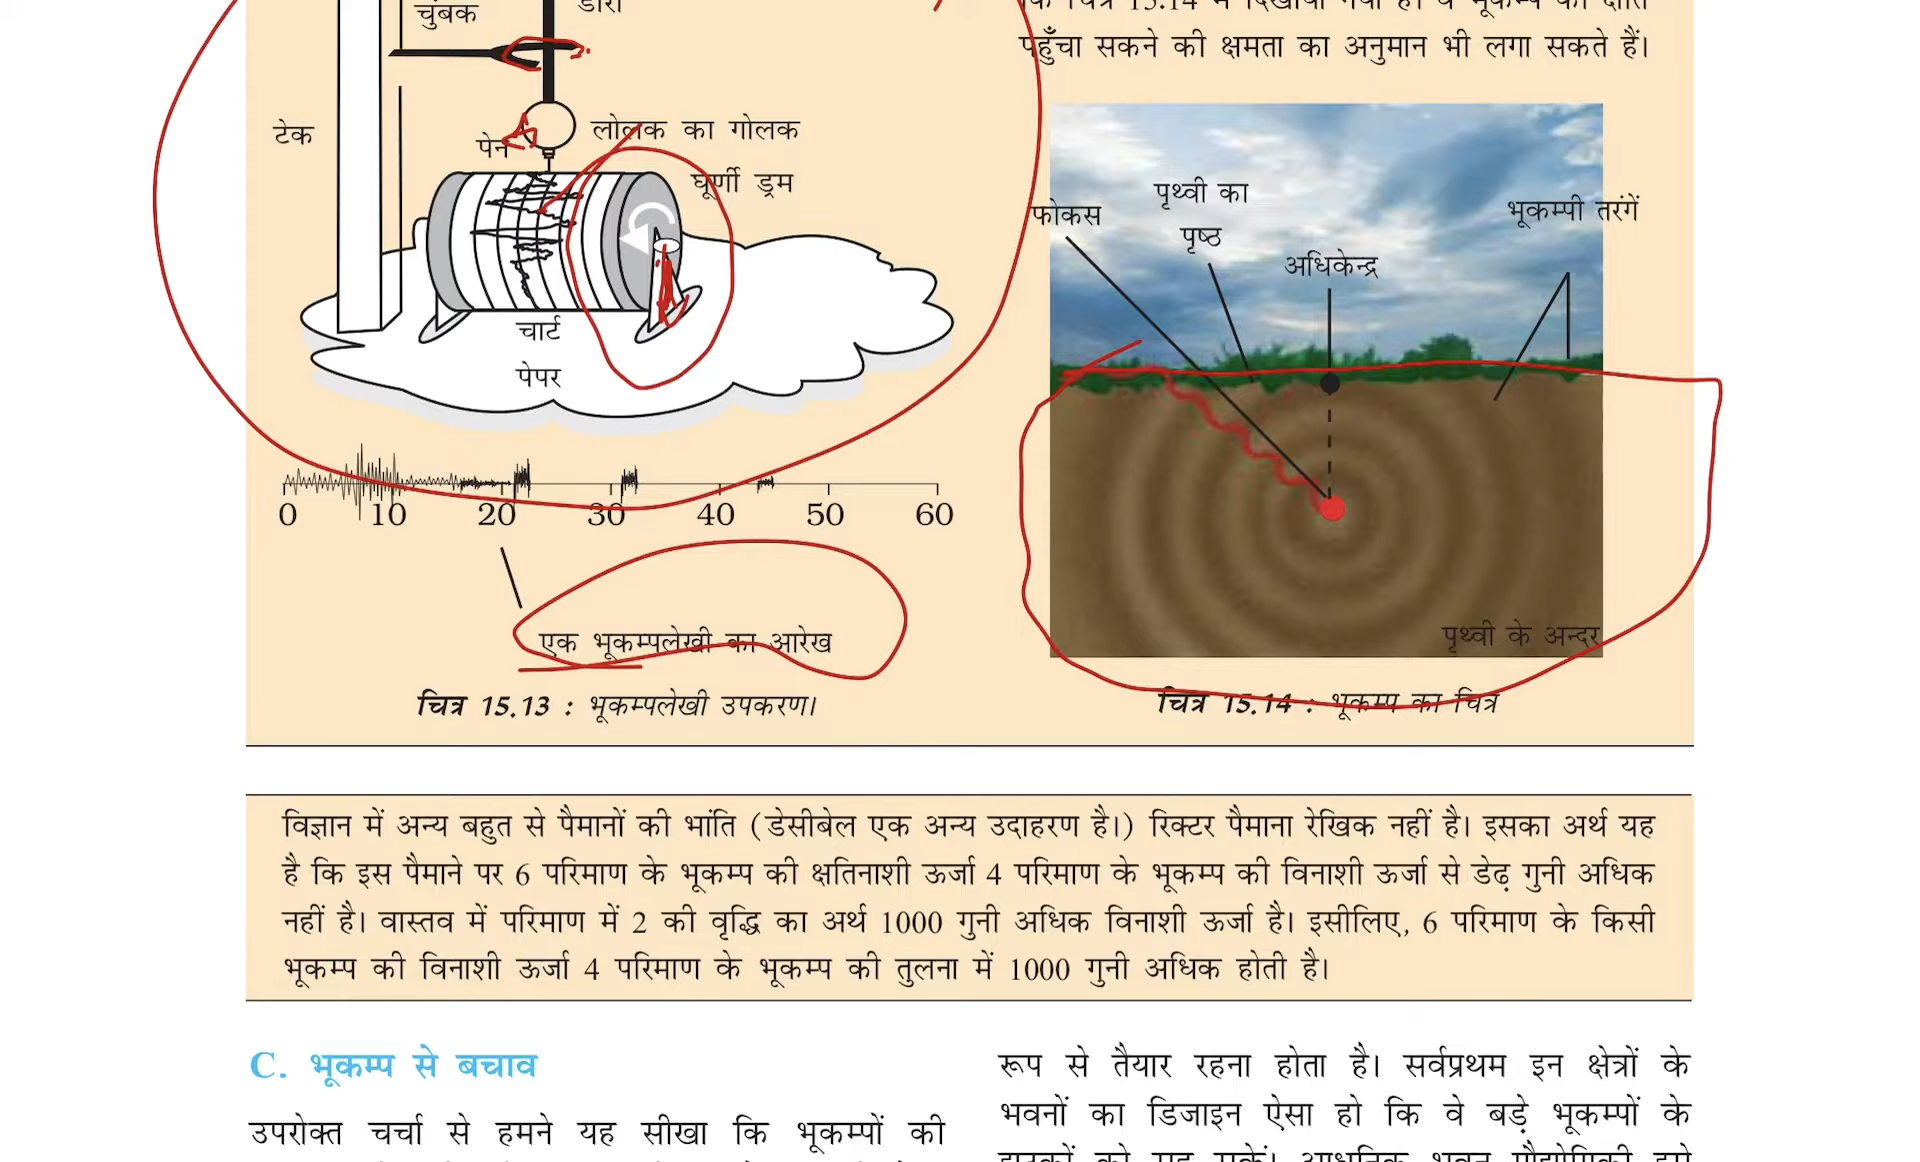 चुंबक
डोरी
टेक
पेन
लोलक का गोलक
घूर्णी ड्रम
चार्ट
पेपर
0 10 20 30 40 50 60
एक भूकम्पलेखी का आरेख
चित्र 15.13 : भूकम्पलेखी उपकरण।
पहुँचा सकने की क्षमता का अनुमान भी लगा सकते हैं।
फोकस
पृथ्वी का
पृष्ठ
अधिकेन्द्र
भूकम्पी तरंगें
पृथ्वी के अन्दर
चित्र 15.14 : भूकम्प का चित्र
विज्ञान में अन्य बहुत से पैमानों की भांति (डेसीबेल एक अन्य उदाहरण है।) रिक्टर पैमाना रेखिक नहीं है। इसका अर्थ यह
है कि इस पैमाने पर 6 परिमाण के भूकम्प की क्षतिनाशी ऊर्जा 4 परिमाण के भूकम्प की विनाशी ऊर्जा से डेढ़ गुनी अधिक
नहीं है। वास्तव में परिमाण में 2 की वृद्धि का अर्थ 1000 गुनी अधिक विनाशी ऊर्जा है। इसीलिए, 6 परिमाण के किसी
भूकम्प की विनाशी ऊर्जा 4 परिमाण के भूकम्प की तुलना में 1000 गुनी अधिक होती है।
C. भूकम्प से बचाव
उपरोक्त चर्चा से हमने यह सीखा कि भूकम्पों की
रूप से तैयार रहना होता है। सर्वप्रथम इन क्षेत्रों के
भवनों का डिजाइन ऐसा हो कि वे बड़े भूकम्पों के